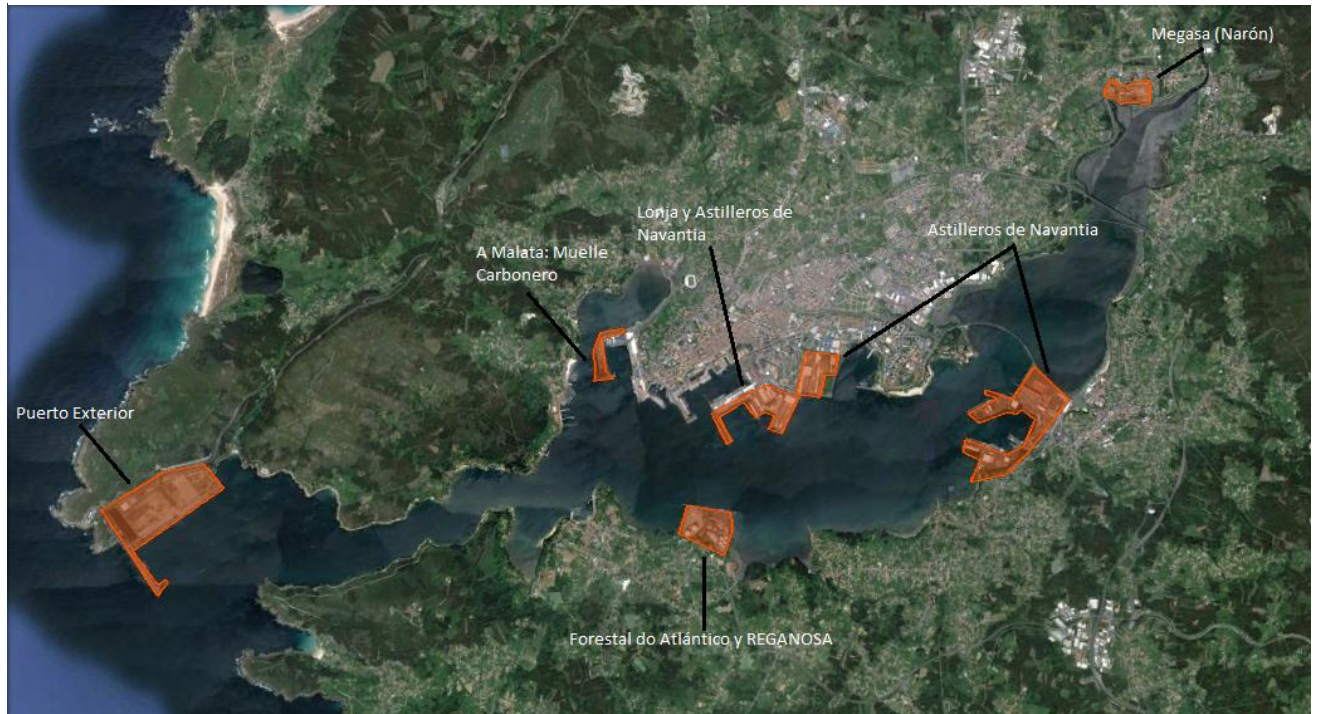 Megasa (Narón)
Lonja y Astilleros de
Navantia
Astilleros de Navantia
A Malata: Muelle
Carbonero
Puerto Exterior
Forestal do Atlántico y REGANOSA